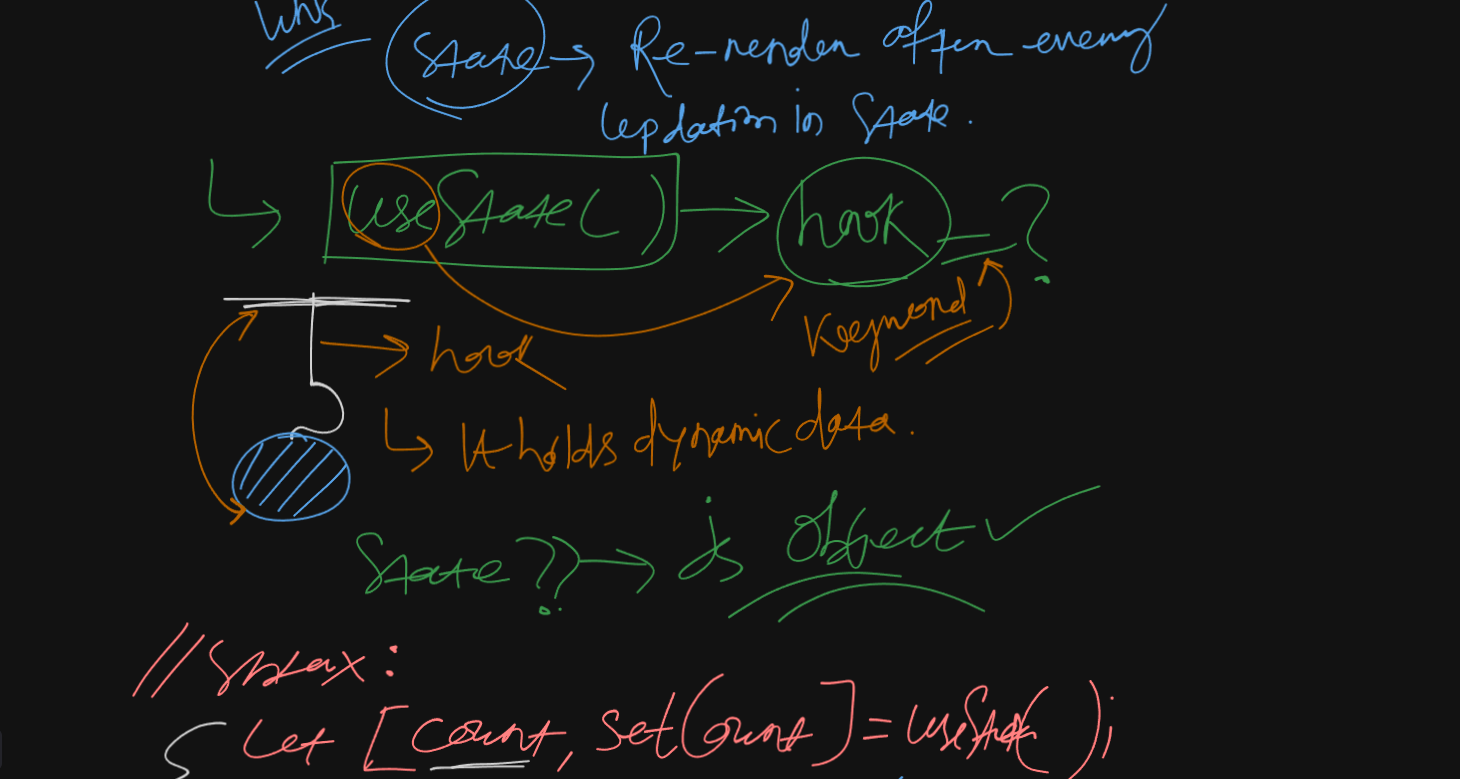 Why
State → Re-render after every
updation in State.
↳ useState( ) → hook = ?
Keyword
→ hook
↳ It holds dynamic data.
State?? → Js Object ✓
// Syntax:
Let [count, setCount] = useState( );